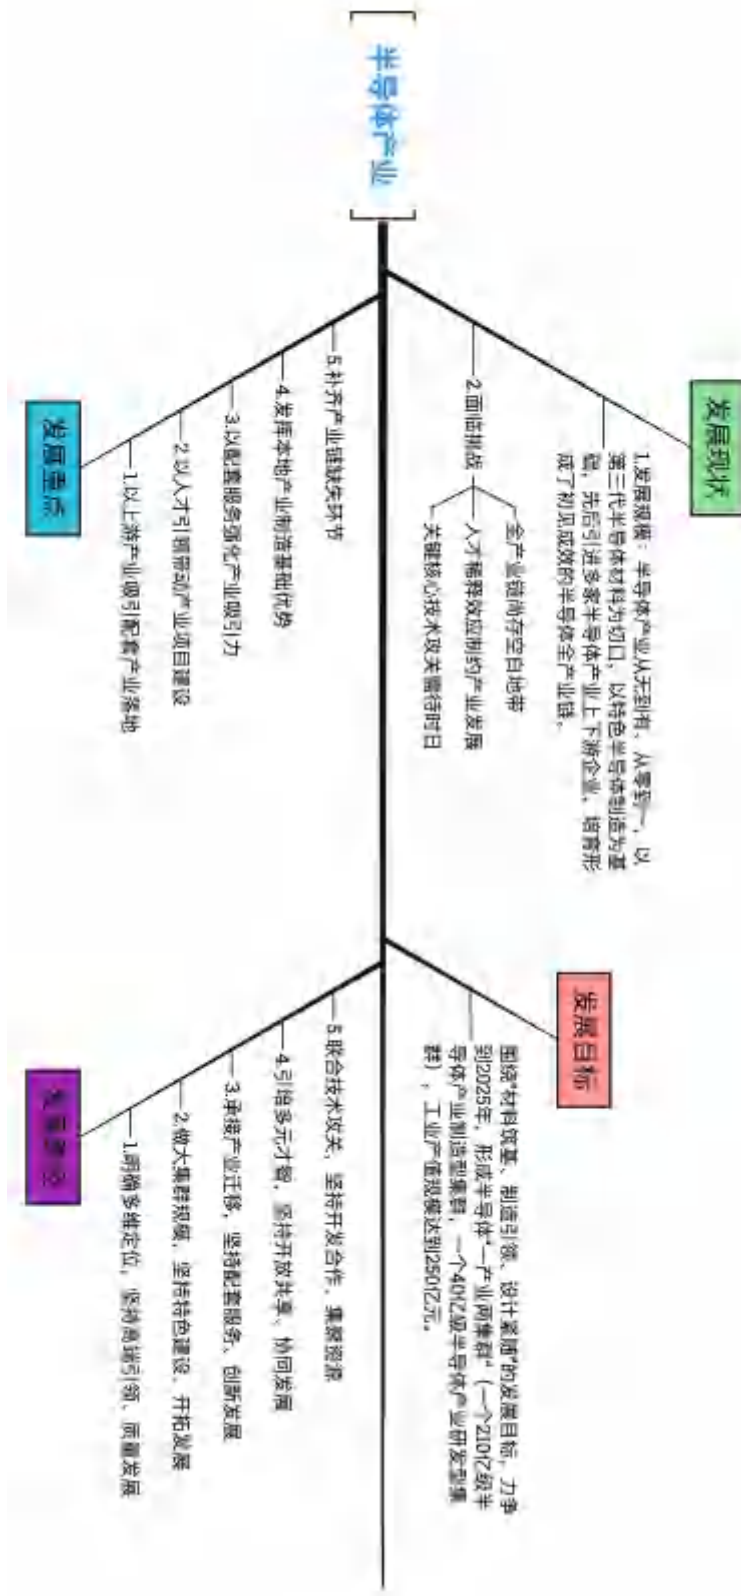 半导体产业
发展现状
1.发展规模：半导体产业从无到有、从零到一，以
第三代半导体材料为切口，以特色半导体制造为基
础，先后引进多家半导体产业上下游企业，培育形
成了初见成效的半导体全产业链。
2.面临挑战
全产业链尚存空白地带
人才稀释效应制约产业发展
关键核心技术攻关需待时日
发展重点
5.补齐产业链缺失环节
4.发挥本地产业制造基础优势
3.以配套服务强化产业吸引力
2.以人才引领带动产业项目建设
1.以上游产业吸引配套产业落地
发展目标
围绕"材料筑基、制造引领、设计紧随"的发展目标，力争
到2025年，形成半导体"一产业两集群"（一个210亿级半
导体产业制造型集群，一个40亿级半导体产业研发型集
群），工业产值规模达到250亿元。
发展
5.联合技术攻关，坚持开发合作、集聚资源
4.引培多元才智，坚持开放共享、协同发展
3.承接产业迁移，坚持配套服务、创新发展
2.做大集群规模，坚持特色建设、开拓发展
1.明确多维定位，坚持高端引领、质量发展